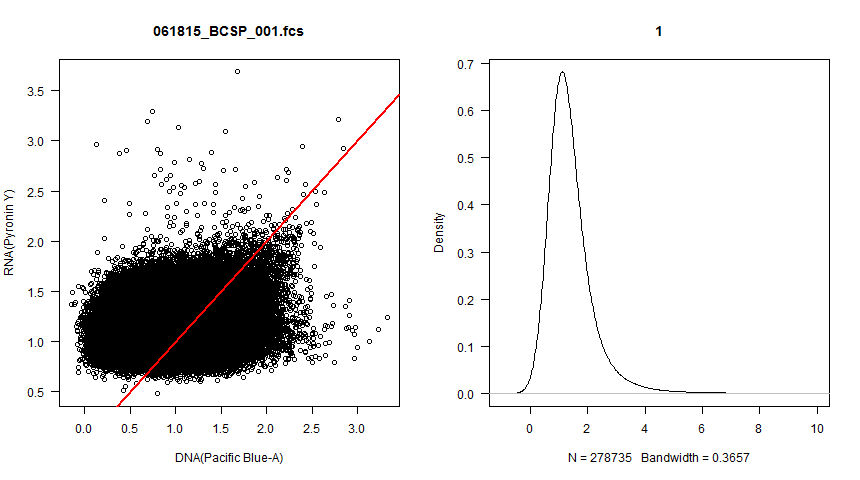 061815_BCSP_001.fcs
RNA(Pyronin Y)
3.5
3.0
2.5
2.0
1.5
1.0
0.5
0.0 0.5 1.0 1.5 2.0 2.5 3.0
DNA(Pacific Blue-A)
1
Density
0.7
0.6
0.5
0.4
0.3
0.2
0.1
0.0
0 2 4 6 8 10
N = 278735 Bandwidth = 0.3657